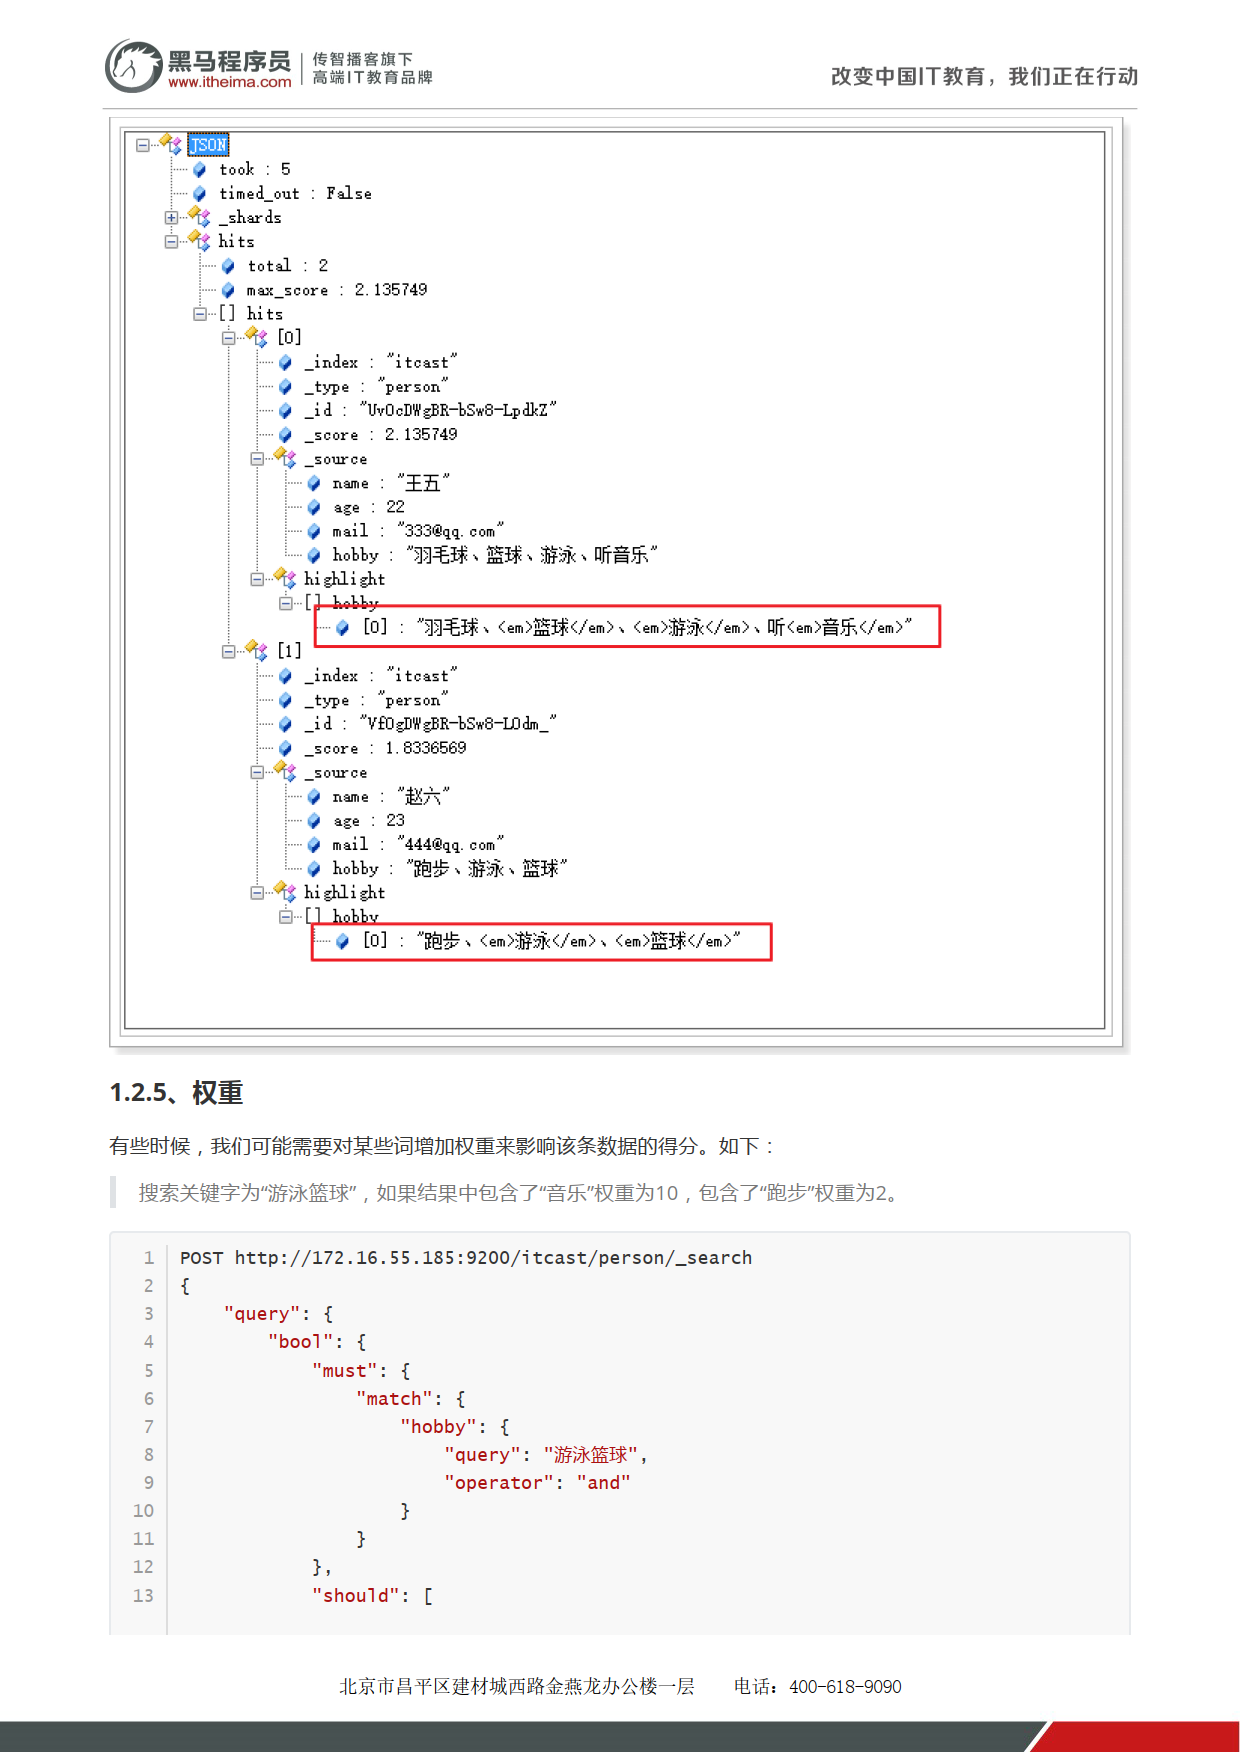 黑马程序员
www.itheima.com
传智播客旗下
高端IT教育品牌
改变中国IT教育，我们正在行动
JSON
took : 5
timed_out : False
_shards
hits
total : 2
max_score : 2.135749
[] hits
[0]
_index : "itcast"
_type : "person"
_id : "UvOcDWgBR-bSw8-LpdkZ"
_score : 2.135749
_source
name : "王五"
age : 22
mail : "333@qq.com"
hobby : "羽毛球、篮球、游泳、听音乐"
highlight
[] hobby
[0] : "羽毛球、<em>篮球</em>、<em>游泳</em>、听<em>音乐</em>"
[1]
_index : "itcast"
_type : "person"
_id : "VfOgDWgBR-bSw8-LOdm_"
_score : 1.8336569
_source
name : "赵六"
age : 23
mail : "444@qq.com"
hobby : "跑步、游泳、篮球"
highlight
[] hobby
[0] : "跑步、<em>游泳</em>、<em>篮球</em>"
1.2.5、权重
有些时候，我们可能需要对某些词增加权重来影响该条数据的得分。如下：
搜索关键字为“游泳篮球”，如果结果中包含了“音乐”权重为10，包含了“跑步”权重为2。
1 POST http://172.16.55.185:9200/itcast/person/_search
2 {
3 "query": {
4 "bool": {
5 "must": {
6 "match": {
7 "hobby": {
8 "query": "游泳篮球",
9 "operator": "and"
10 }
11 }
12 },
13 "should": [
北京市昌平区建材城西路金燕龙办公楼一层 电话：400-618-9090